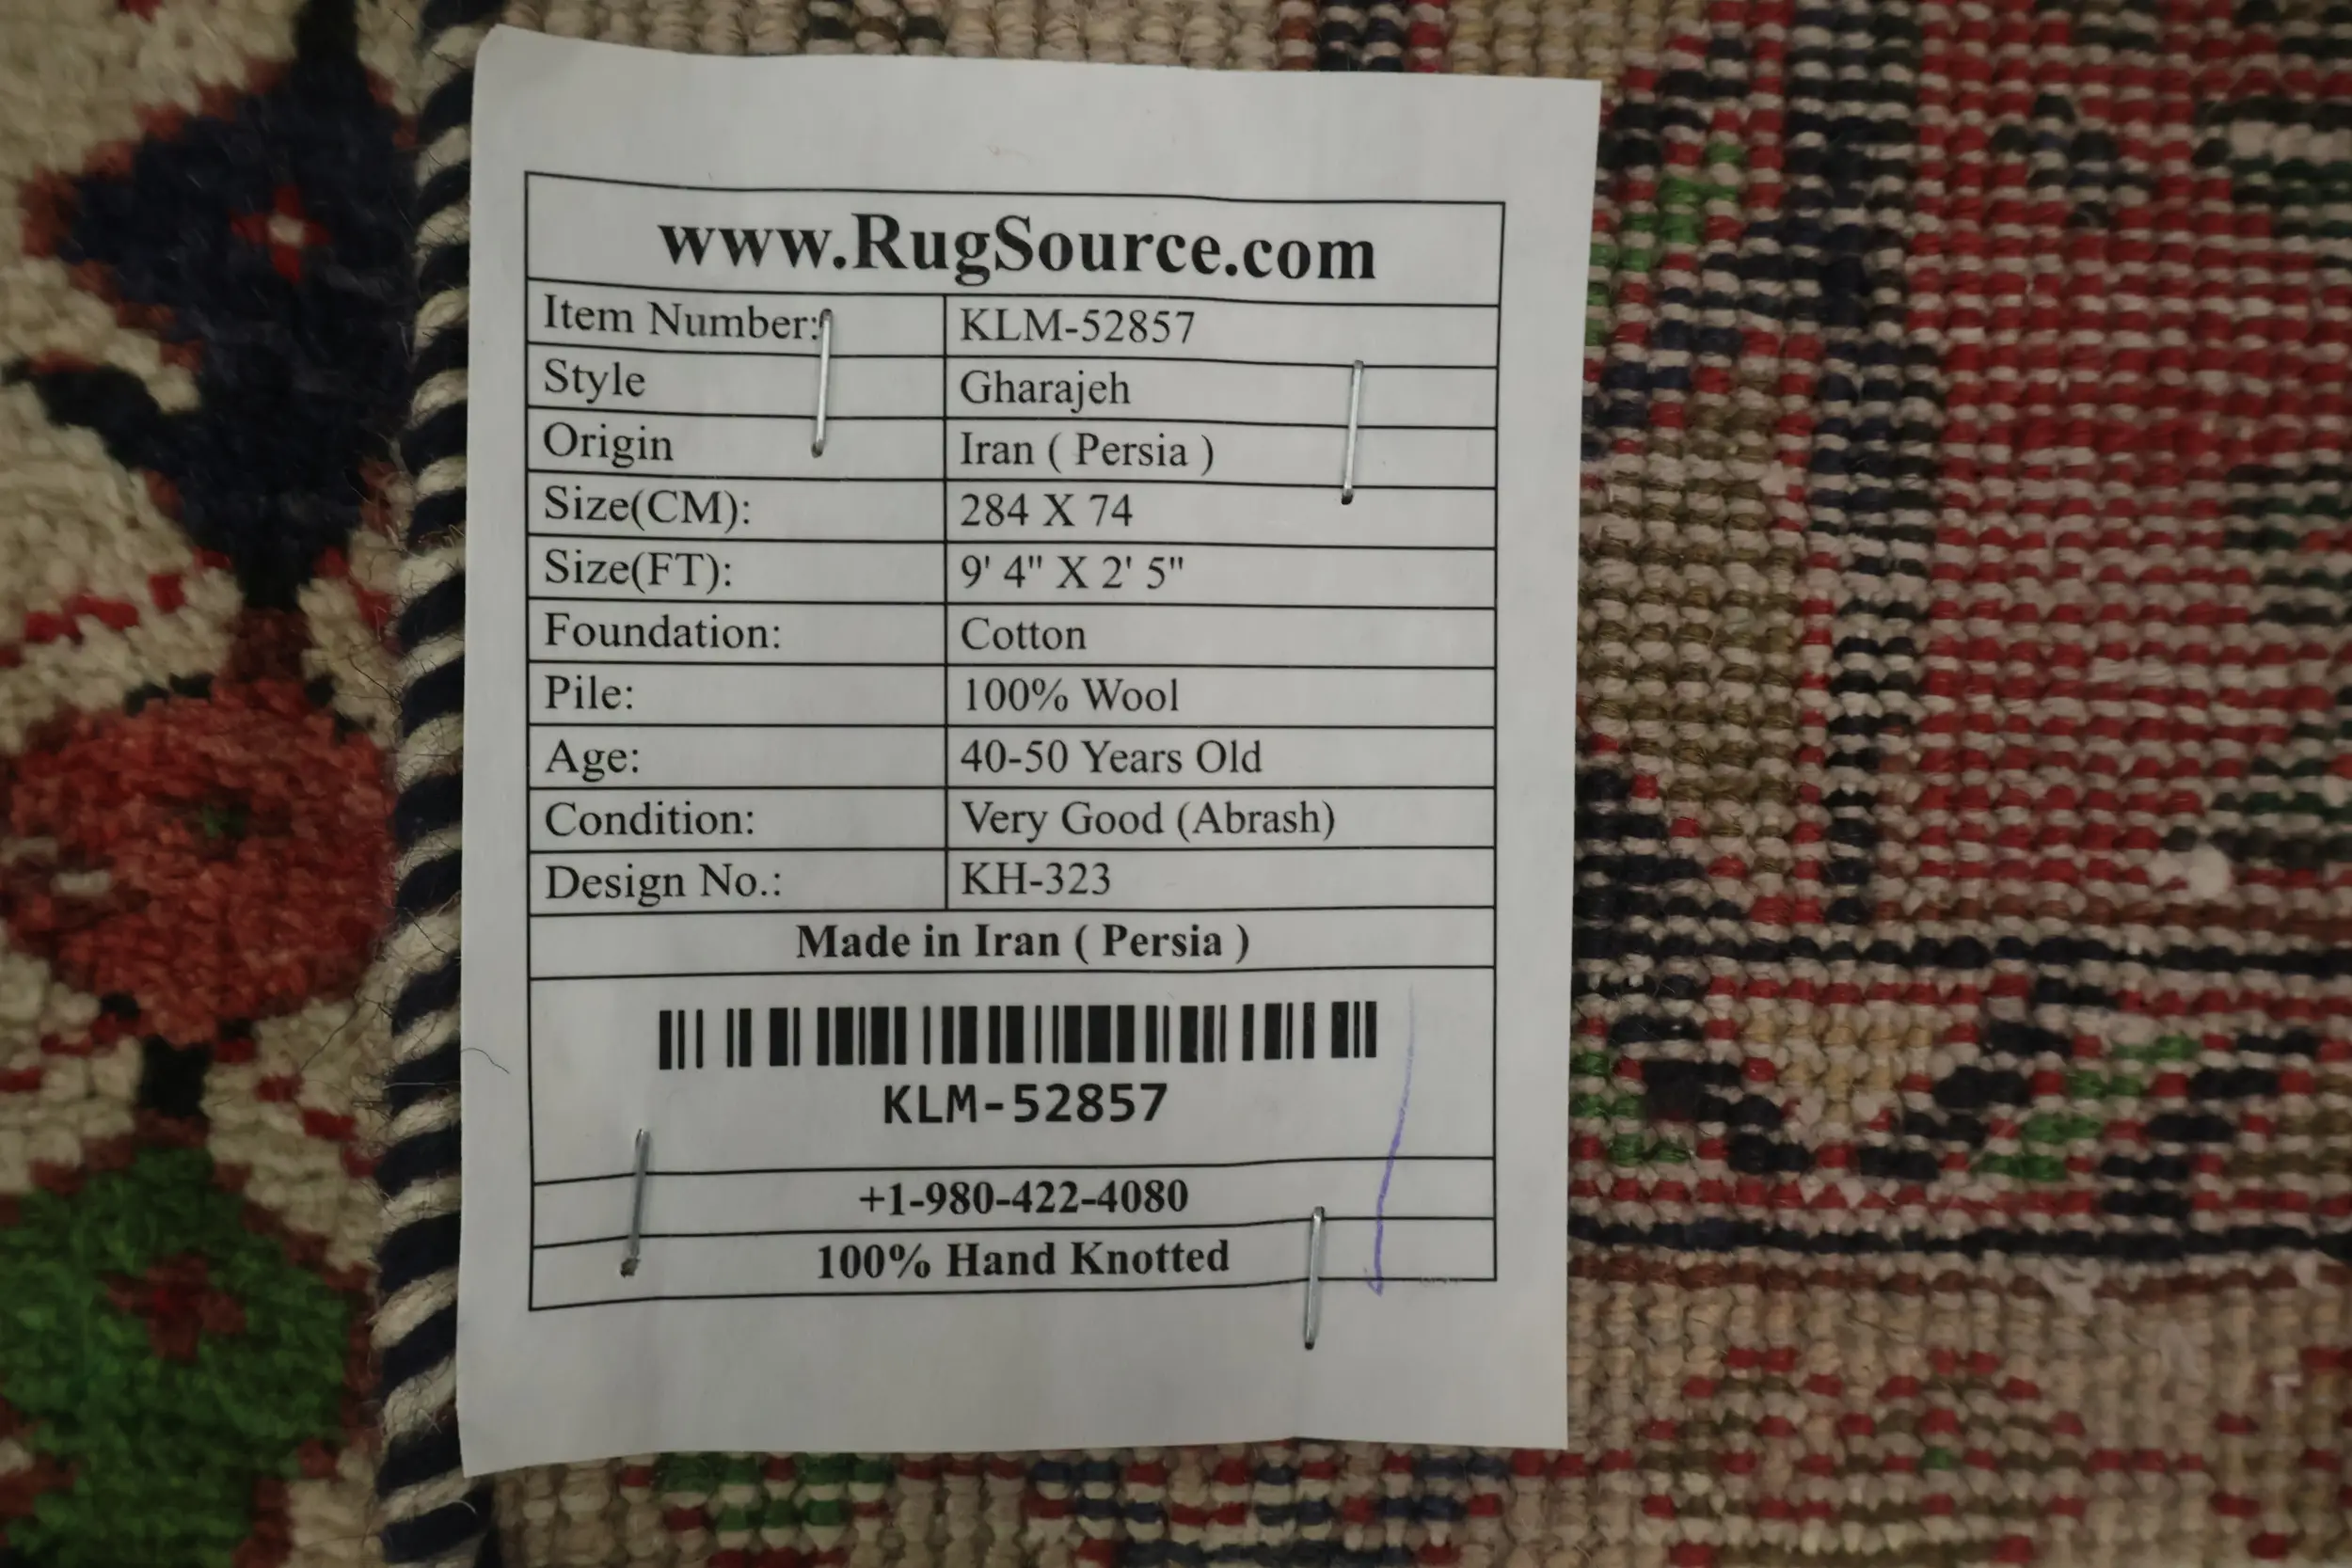 www.RugSource.com
Item Number: KLM-52857
Style Gharajeh
Origin Iran ( Persia )
Size(CM): 284 X 74
Size(FT): 9' 4" X 2' 5"
Foundation: Cotton
Pile: 100% Wool
Age: 40-50 Years Old
Condition: Very Good (Abrash)
Design No.: KH-323
Made in Iran ( Persia )
KLM-52857
+1-980-422-4080
100% Hand Knotted